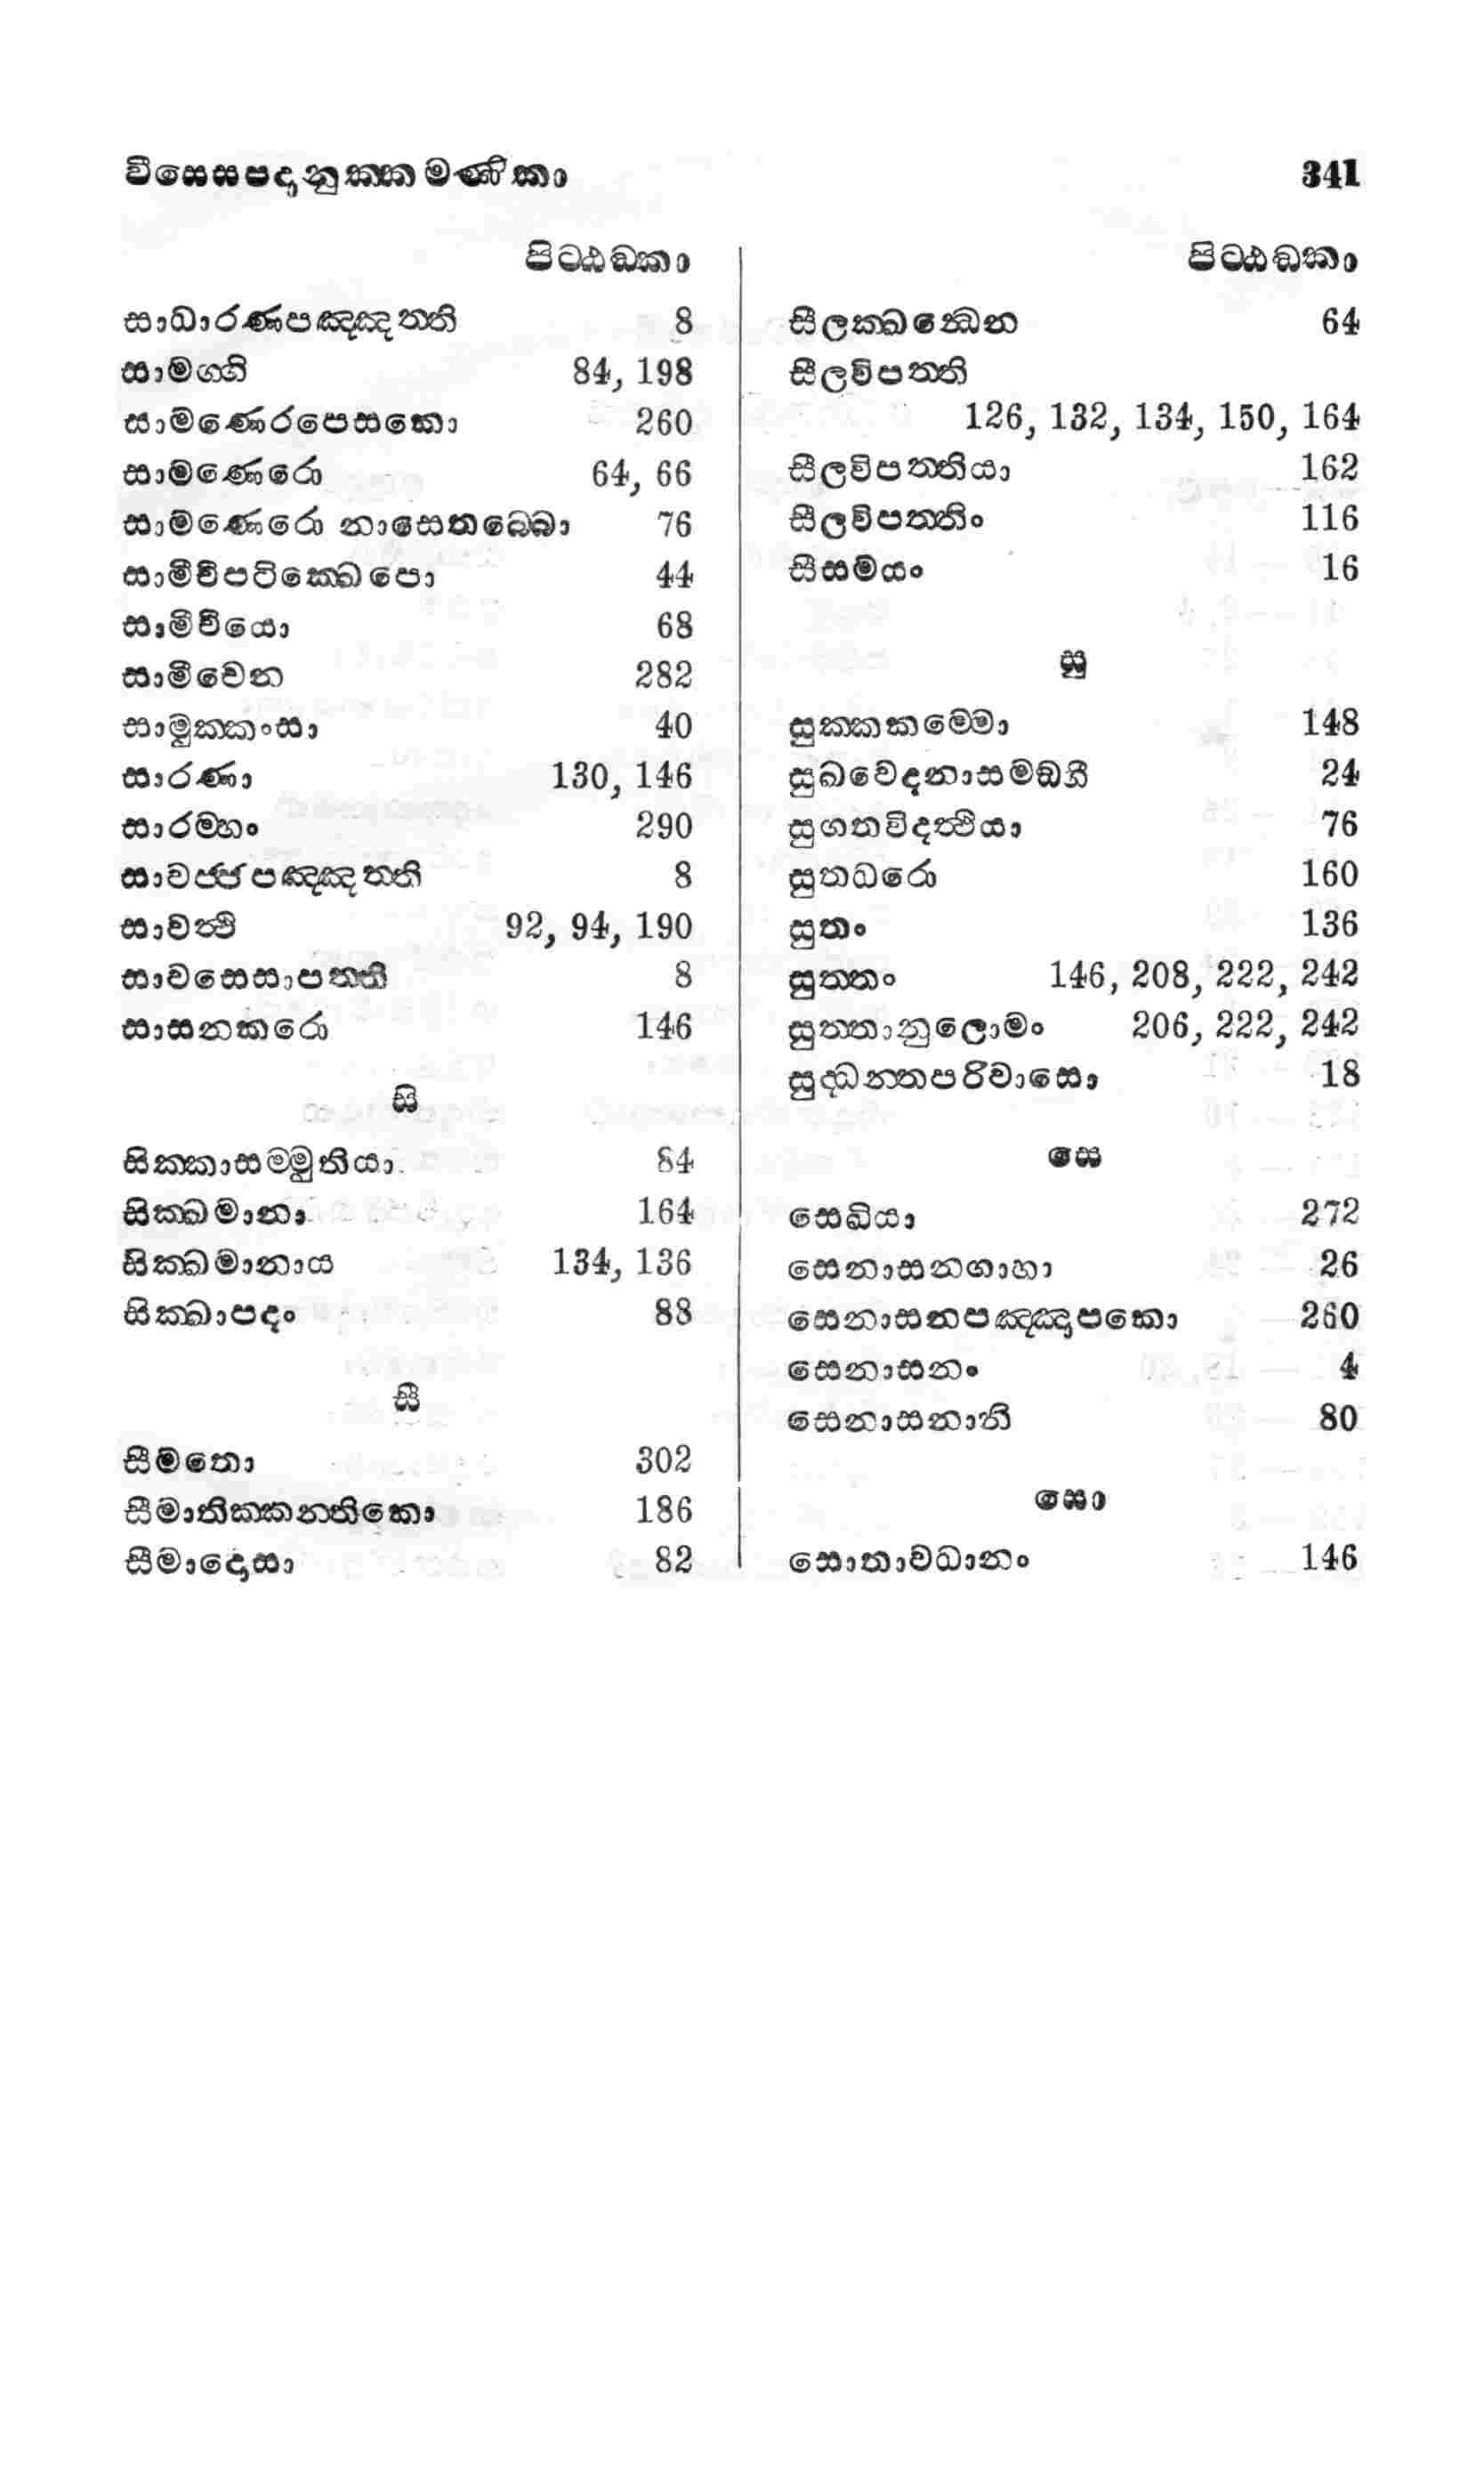 විසෙසපදානුක්කමණිකා 341
පිට්ඨඞ්කා
සාධාරණපඤ්ඤත්ති 8
සාමග්ගි 84, 198
සාමණෙරපෙසකො 260
සාමණෙරො 64, 66
සාමණෙරො නාසෙතබ්බො 76
සාමීචිපටික්ඛෙපො 44
සාමීචියො 68
සාමීචෙන 282
සාමුක්කංසා 40
සාරණා 130, 146
සාරම්භං 290
සාවජ්ජපඤ්ඤත්ති 8
සාවත්ථි 92, 94, 190
සාවසෙසාපත්ති 8
සාසනකරො 146
සි
සික්කාසම්මුතියා 84
සික්ඛමානා 164
සික්ඛමානාය 134, 136
සික්ඛාපදං 88
සී
සීමතො 302
සීමාතික්කන්තිකො 186
සීමාදොසා 82
පිට්ඨඞ්කා
සීලක්ඛන්ධෙන 64
සීලවිපත්ති
126, 132, 134, 150, 164
සීලවිපත්තියා 162
සීලවිපත්තිං 116
සීසමයං 16
සු
සුක්කකම්මො 148
සුඛවෙදනාසමඞ්ගී 24
සුගතවිදත්ථියා 76
සුතධරො 160
සුතං 136
සුත්තං 146, 208, 222, 242
සුත්තානුලොමං 206, 222, 242
සුද්ධන්තපරිවාසො 18
සෙ
සෙඛියා 272
සෙනාසනගාහා 26
සෙනාසනපඤ්ඤාපකො 260
සෙනාසනං 4
සෙනාසනානි 80
සො
සොතාවධානං 146